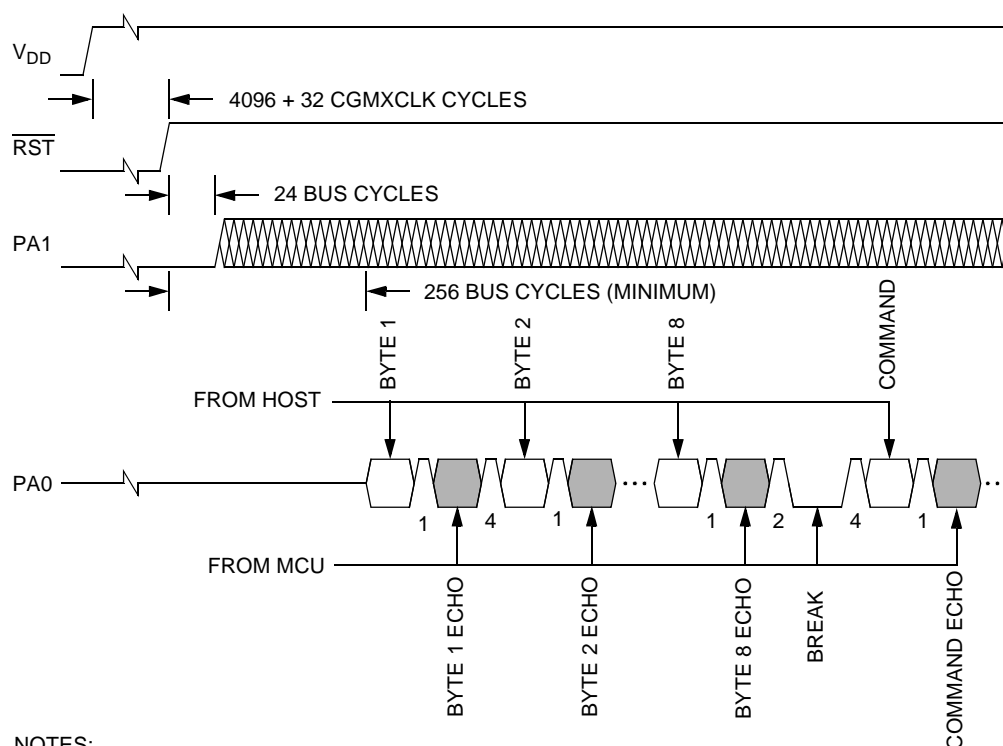 VDD
4096 + 32 CGMXCLK CYCLES
RST
24 BUS CYCLES
PA1
256 BUS CYCLES (MINIMUM)
BYTE 1
BYTE 2
BYTE 8
COMMAND
FROM HOST
PA0
1
4
1
1
2
4
1
FROM MCU
BYTE 1 ECHO
BYTE 2 ECHO
BYTE 8 ECHO
BREAK
COMMAND ECHO
NOTES: